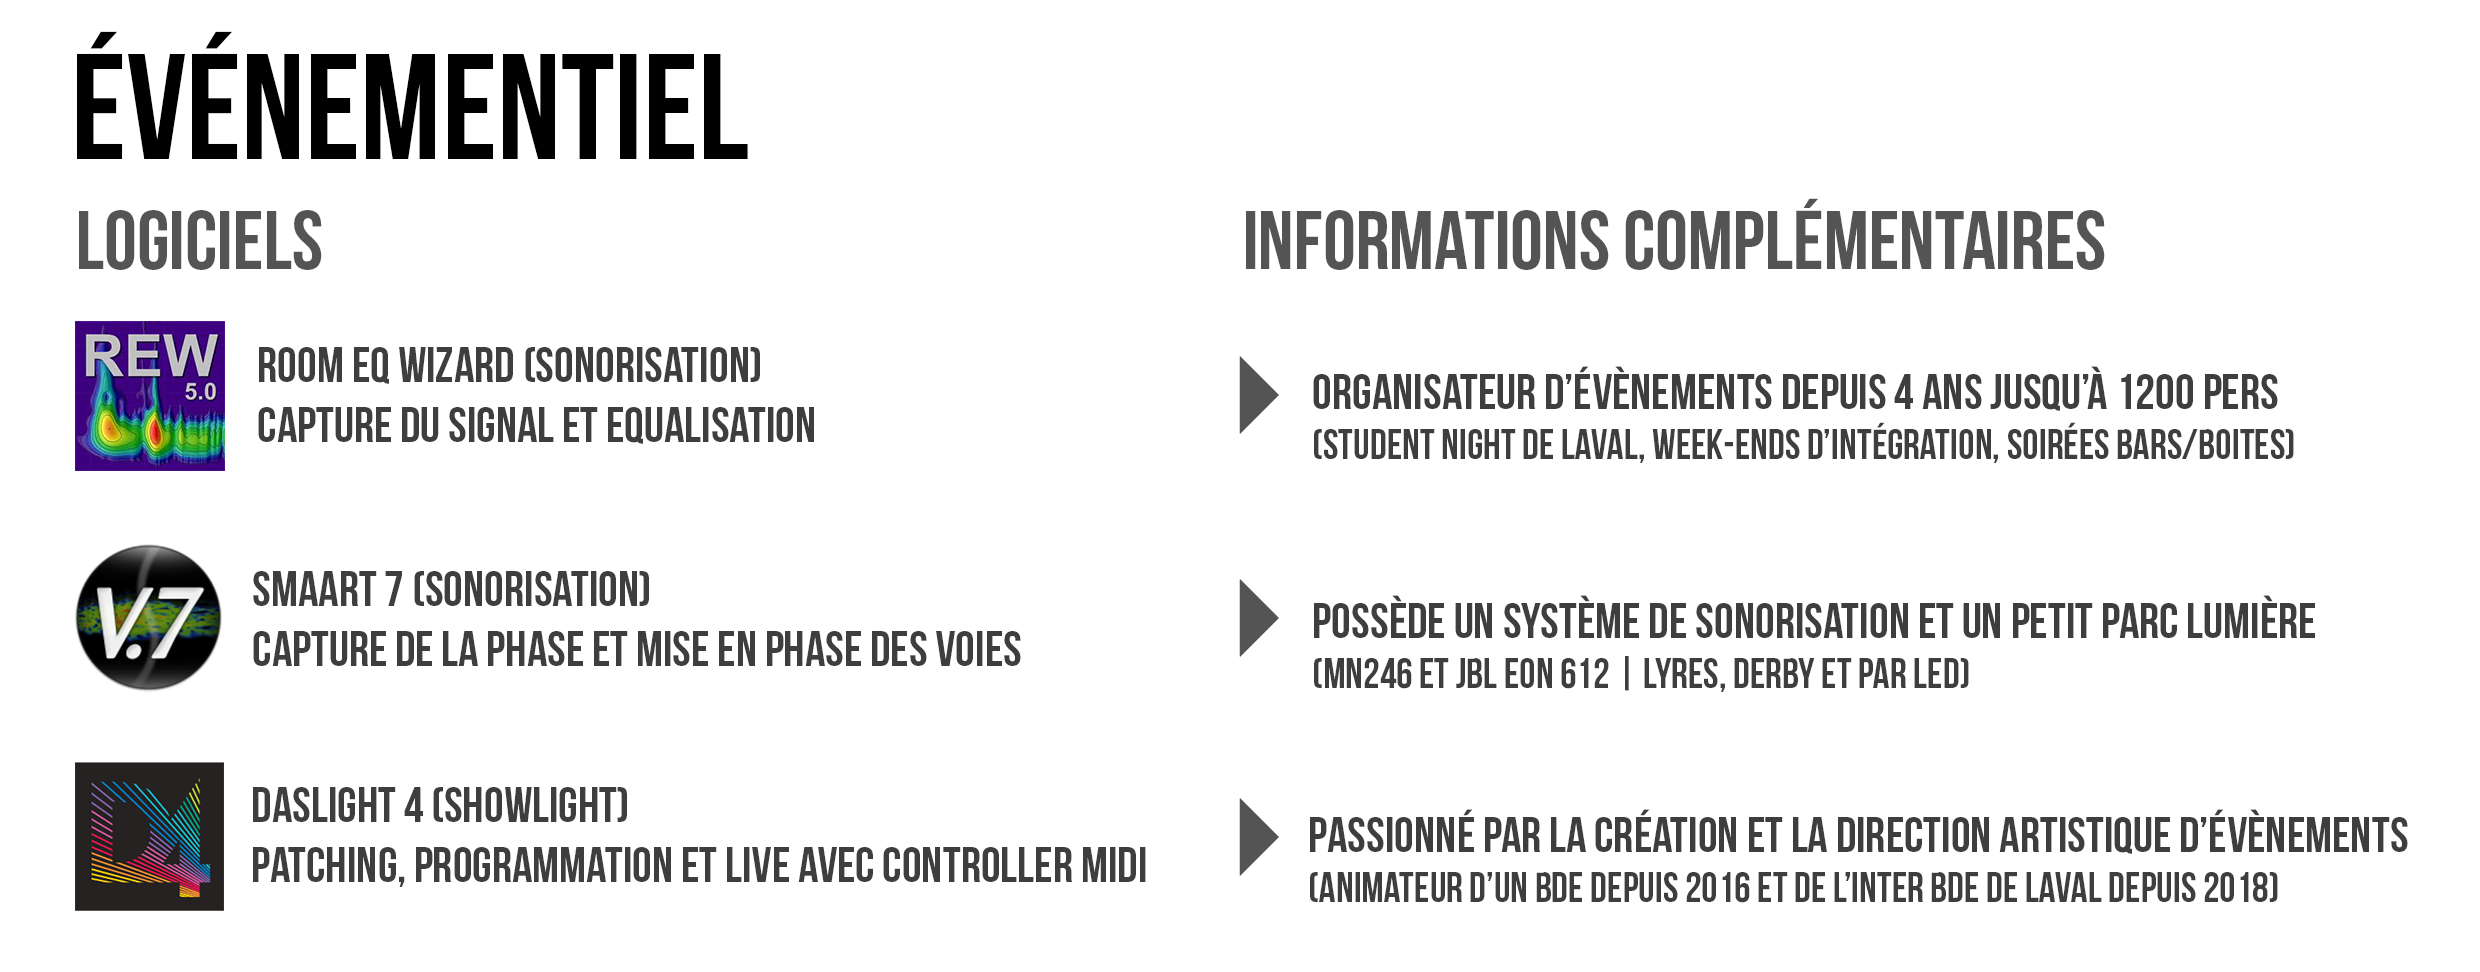 ÉVÉNEMENTIEL
LOGICIELS
REW
5.0
ROOM EQ WIZARD (SONORISATION)
CAPTURE DU SIGNAL ET EQUALISATION
V.7
SMAART 7 (SONORISATION)
CAPTURE DE LA PHASE ET MISE EN PHASE DES VOIES
D4
DASLIGHT 4 (SHOWLIGHT)
PATCHING, PROGRAMMATION ET LIVE AVEC CONTROLLER MIDI
INFORMATIONS COMPLÉMENTAIRES
ORGANISATEUR D’ÉVÈNEMENTS DEPUIS 4 ANS JUSQU’À 1200 PERS
(STUDENT NIGHT DE LAVAL, WEEK-ENDS D’INTÉGRATION, SOIRÉES BARS/BOITES)
POSSÈDE UN SYSTÈME DE SONORISATION ET UN PETIT PARC LUMIÈRE
(MN246 ET JBL EON 612 | LYRES, DERBY ET PAR LED)
PASSIONNÉ PAR LA CRÉATION ET LA DIRECTION ARTISTIQUE D’ÉVÈNEMENTS
(ANIMATEUR D’UN BDE DEPUIS 2016 ET DE L’INTER BDE DE LAVAL DEPUIS 2018)